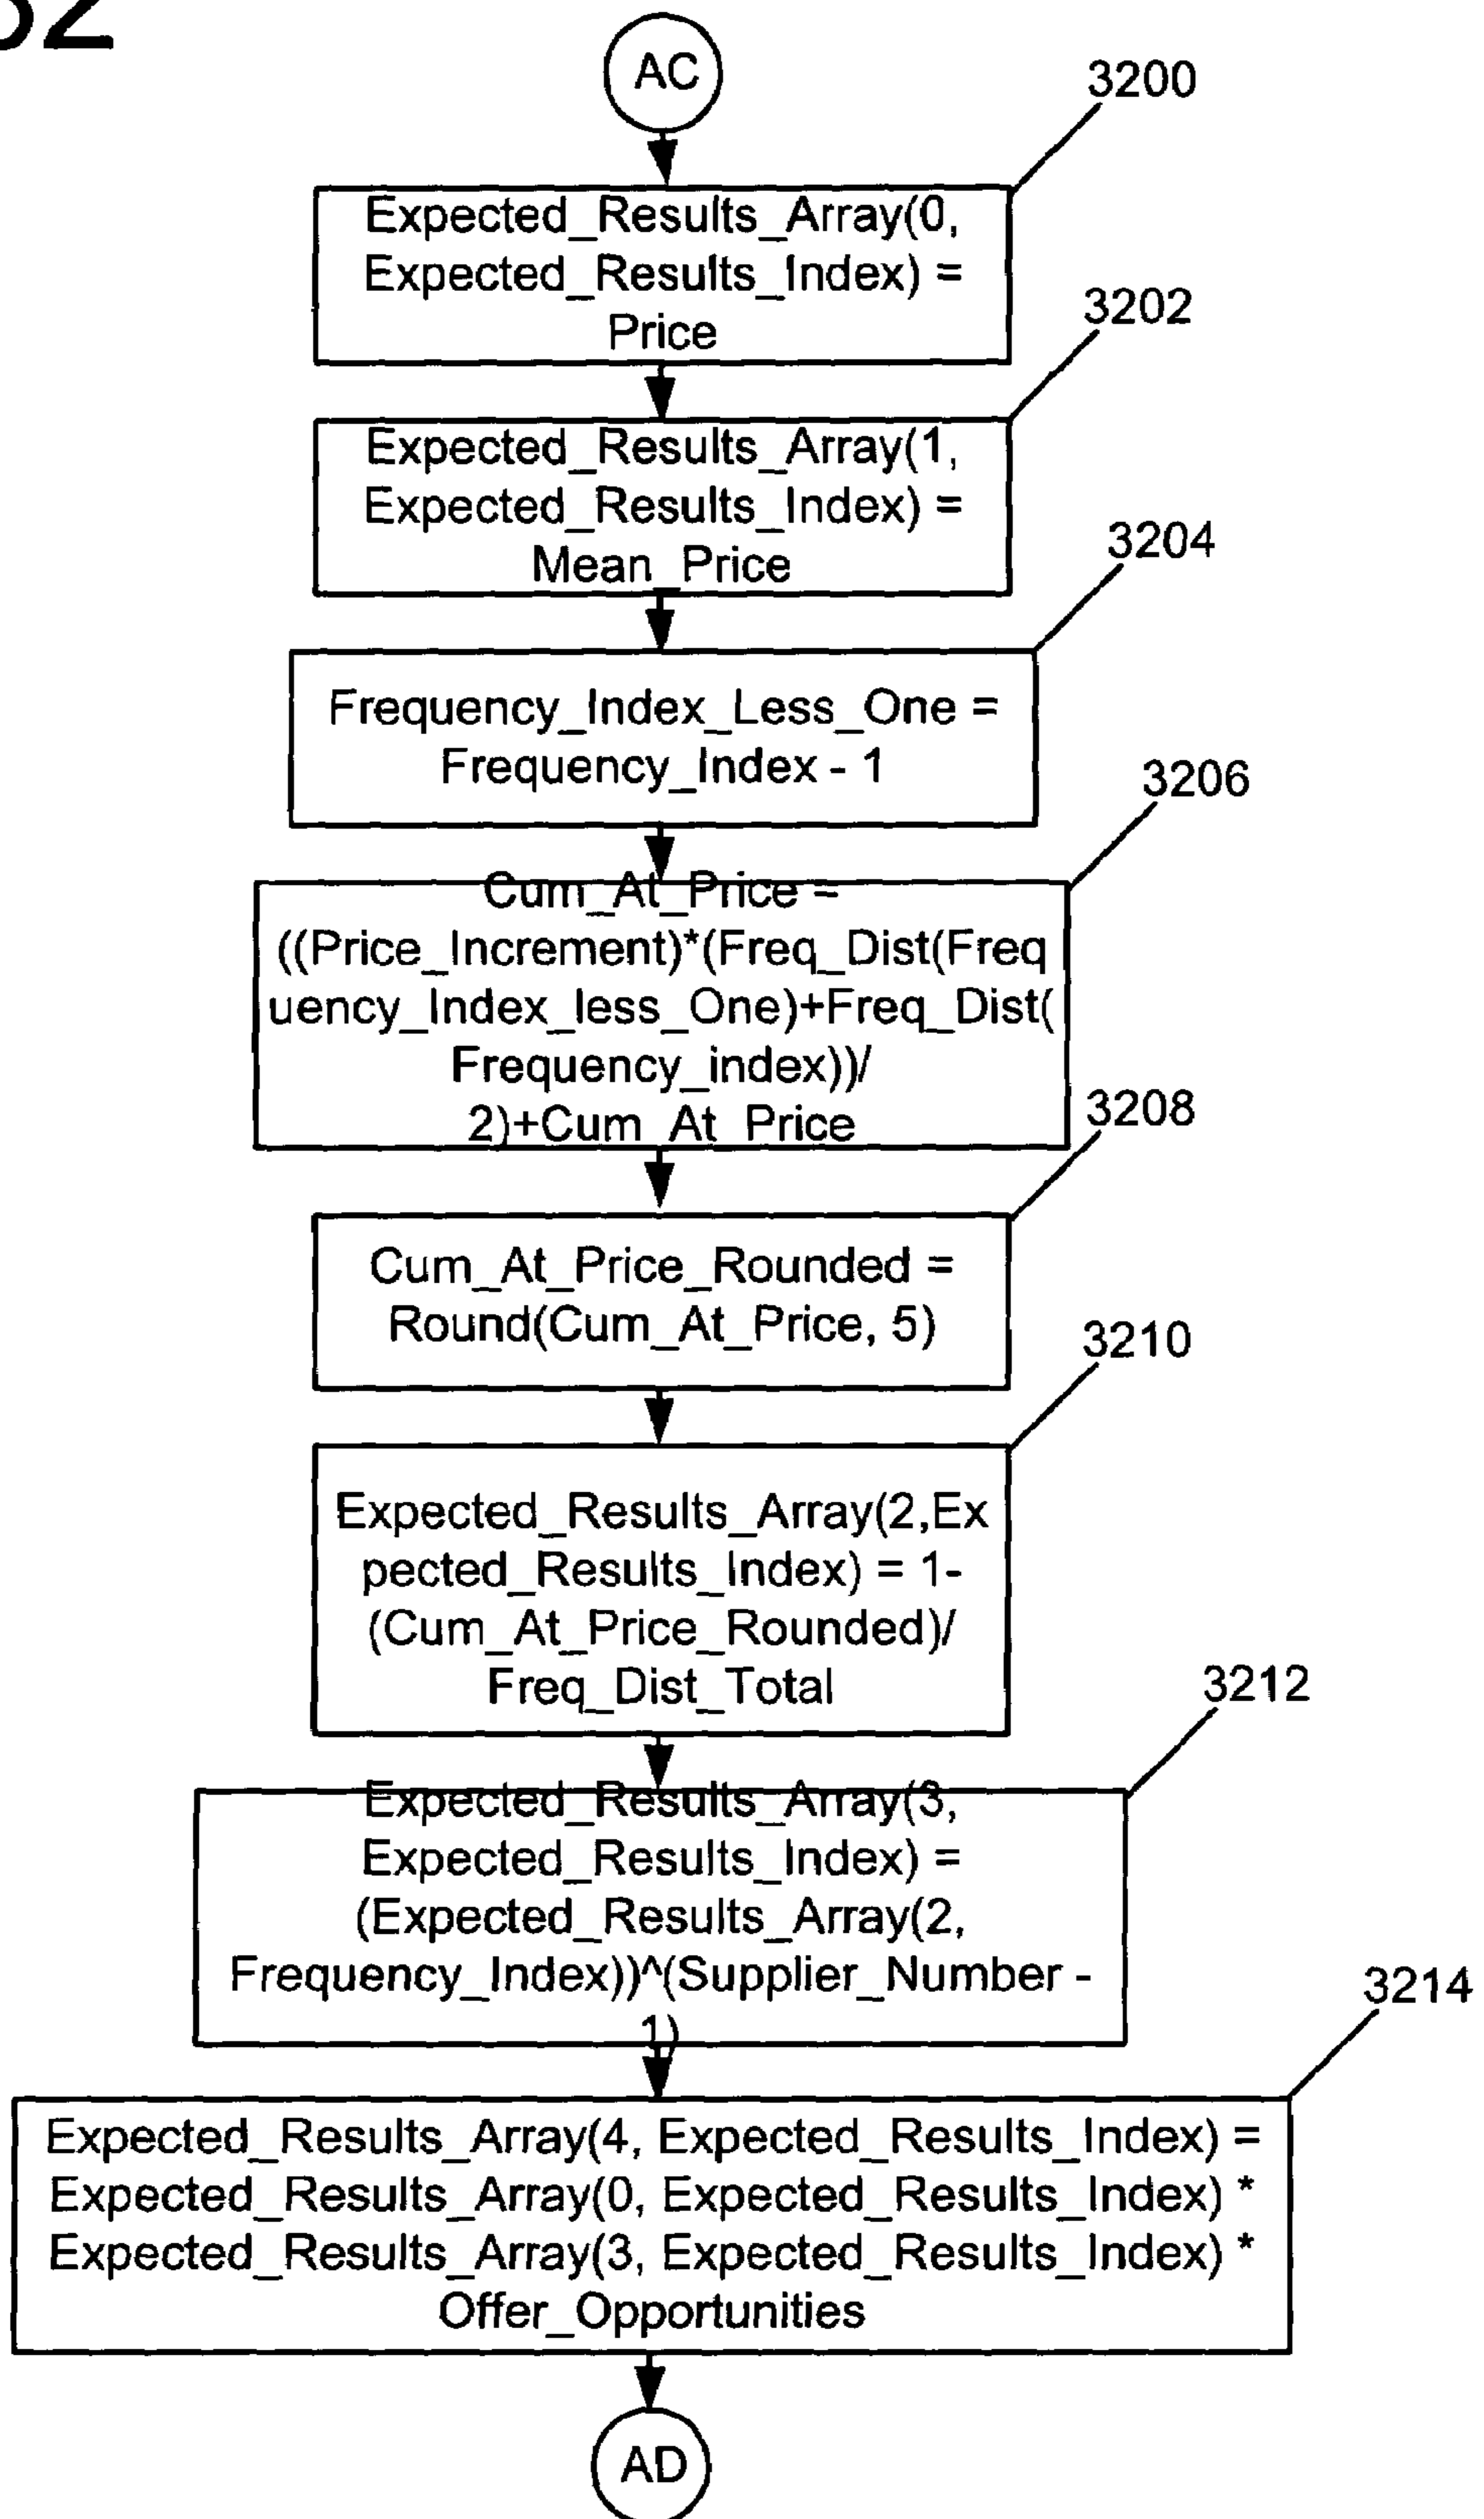 32
AC
3200
Expected_Results_Array(0,
Expected_Results_Index) =
Price
3202
Expected_Results_Array(1,
Expected_Results_Index) =
Mean_Price
3204
Frequency_Index_Less_One =
Frequency_Index - 1
3206
Cum_At_Price =
((Price_Increment)*(Freq_Dist(Freq
uency_Index_less_One)+Freq_Dist(
Frequency_index))/
2)+Cum_At_Price
3208
Cum_At_Price_Rounded =
Round(Cum_At_Price, 5)
3210
Expected_Results_Array(2,Ex
pected_Results_Index) = 1-
(Cum_At_Price_Rounded)/
Freq_Dist_Total
3212
Expected_Results_Array(3,
Expected_Results_Index) =
(Expected_Results_Array(2,
Frequency_Index))^(Supplier_Number -
1)
3214
Expected_Results_Array(4, Expected_Results_Index) =
Expected_Results_Array(0, Expected_Results_Index) *
Expected_Results_Array(3, Expected_Results_Index) *
Offer_Opportunities
AD